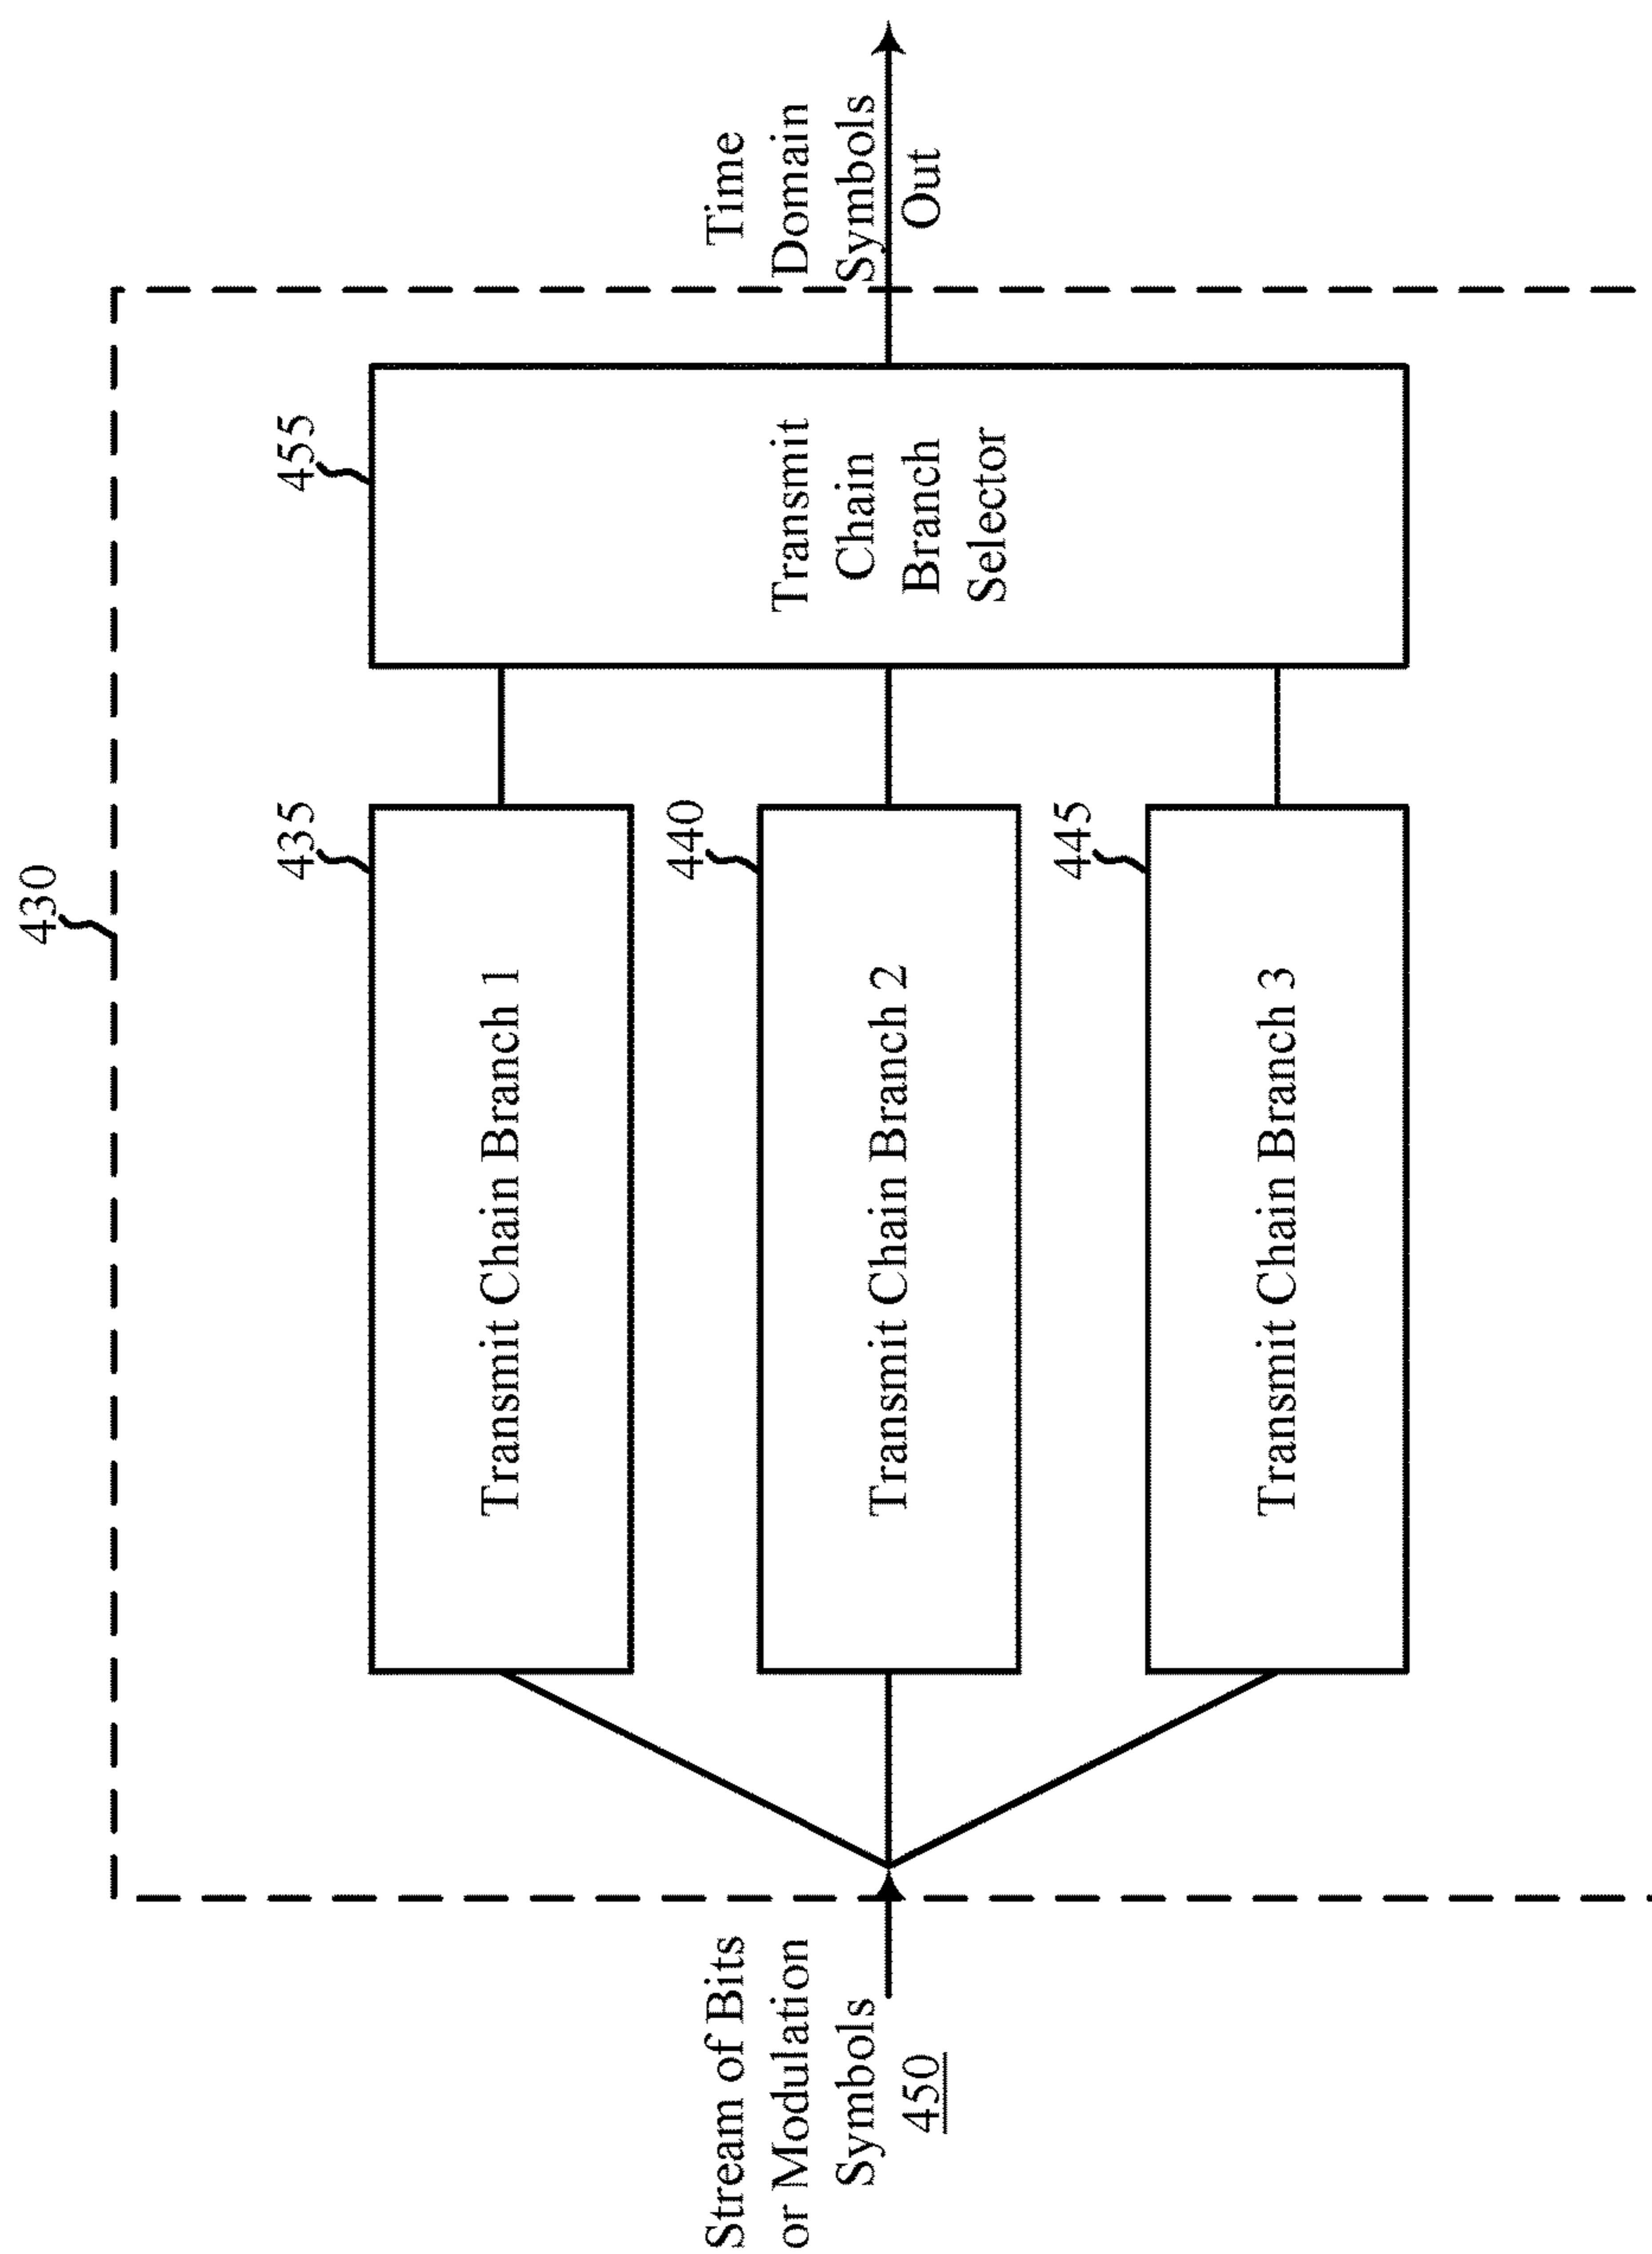 430
Stream of Bits
or Modulation
Symbols
450
435
Transmit Chain Branch 1
440
Transmit Chain Branch 2
445
Transmit Chain Branch 3
455
Transmit
Chain
Branch
Selector
Time
Domain
Symbols
Out